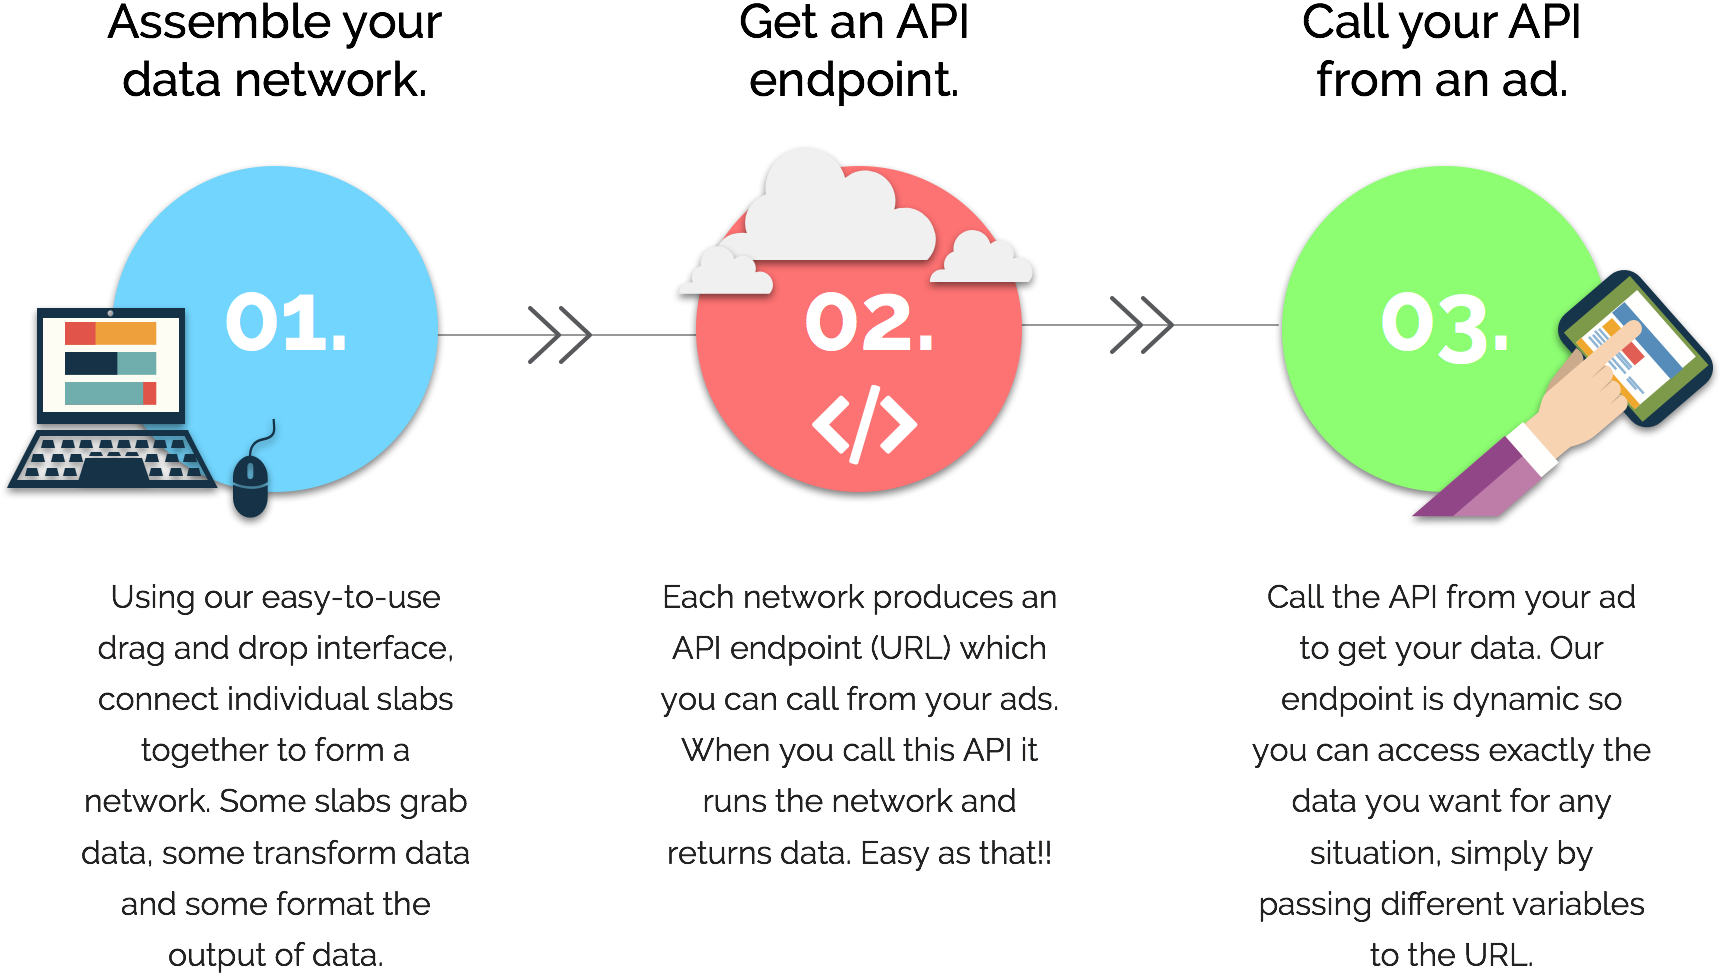 Assemble your
data network.
01.
Using our easy-to-use
drag and drop interface,
connect individual slabs
together to form a
network. Some slabs grab
data, some transform data
and some format the
output of data.
Get an API
endpoint.
02.
</>
Each network produces an
API endpoint (URL) which
you can call from your ads.
When you call this API it
runs the network and
returns data. Easy as that!!
Call your API
from an ad.
03.
Call the API from your ad
to get your data. Our
endpoint is dynamic so
you can access exactly the
data you want for any
situation, simply by
passing different variables
to the URL.